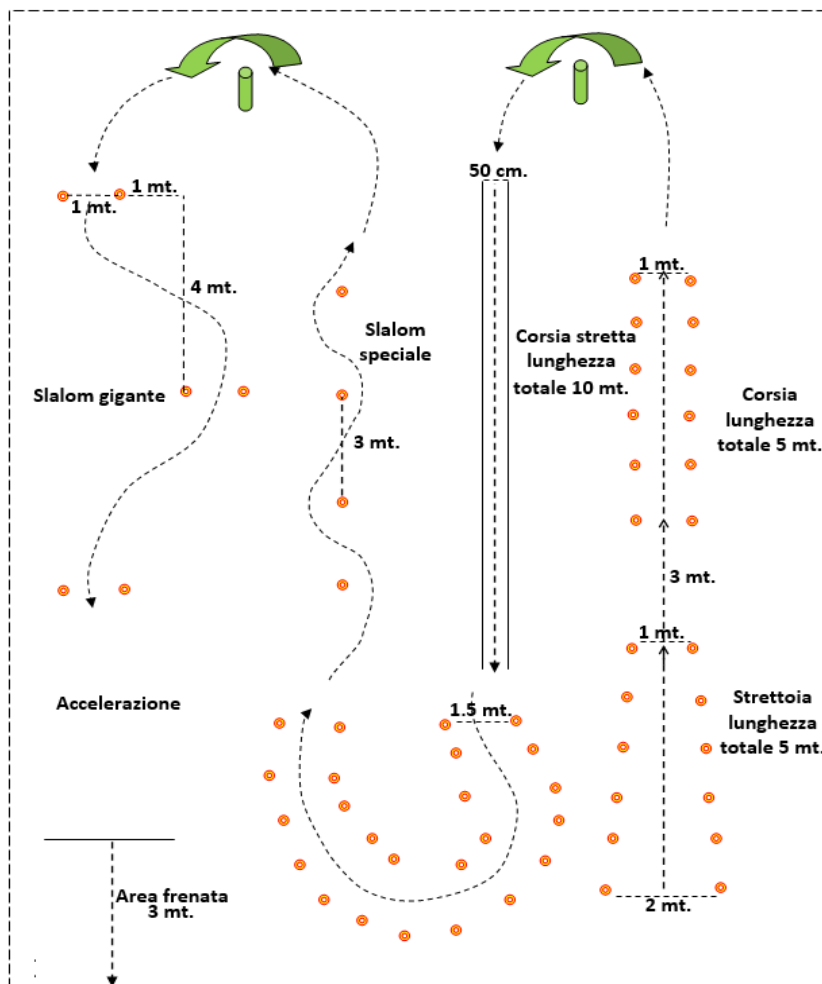 50 cm.
1 mt.
1 mt.
4 mt.
Slalom gigante
Slalom
speciale
3 mt.
Corsia stretta
lunghezza
totale 10 mt.
1 mt.
Corsia
lunghezza
totale 5 mt.
3 mt.
1 mt.
Strettoia
lunghezza
totale 5 mt.
2 mt.
1.5 mt.
Accelerazione
Area frenata
3 mt.